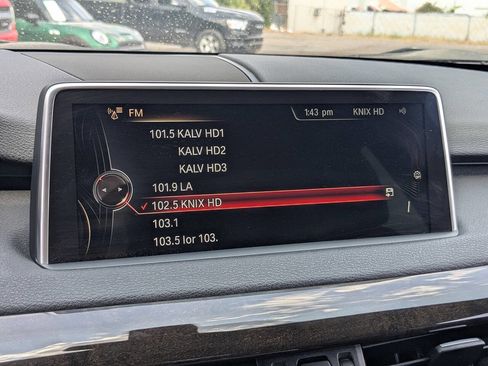 FM
1:43 pm KNIX HD
101.5 KALV HD1
KALV HD2
KALV HD3
101.9 LA
102.5 KNIX HD
103.1
103.5 lor 103.